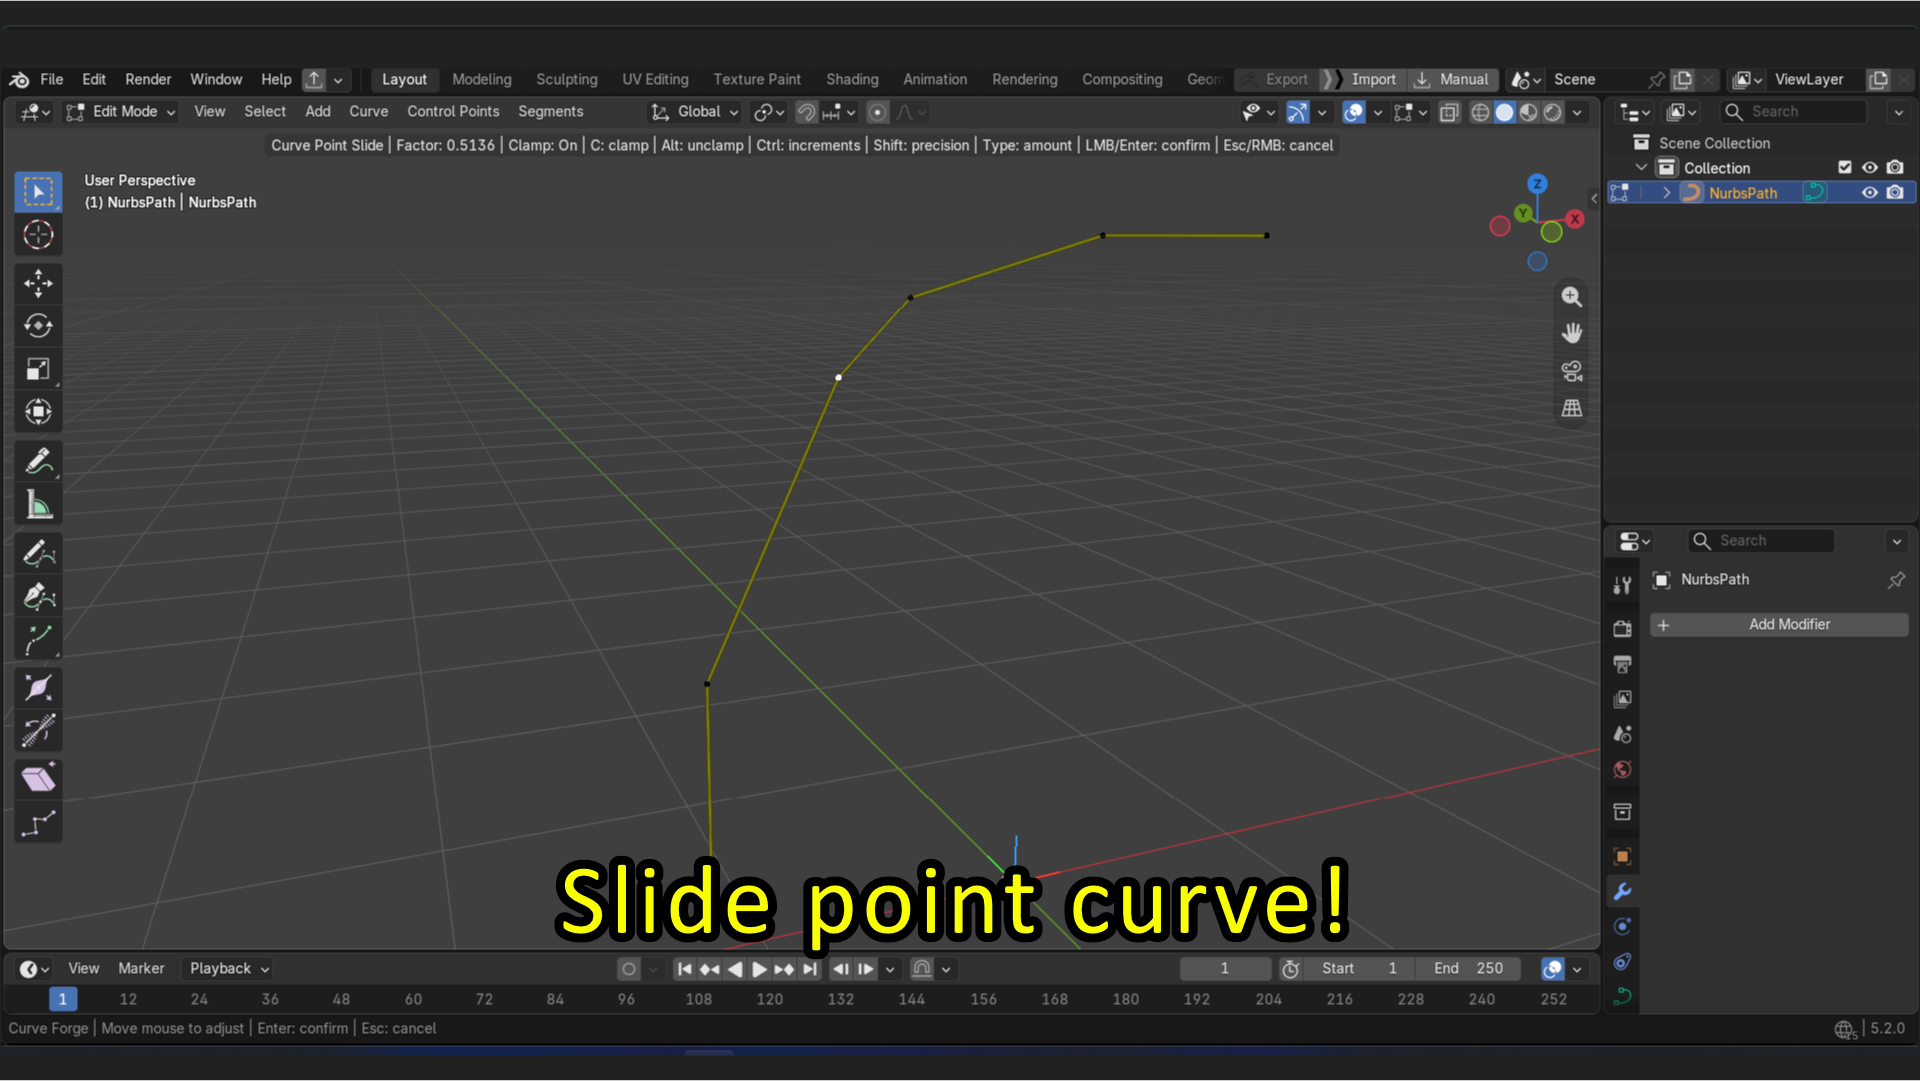 File Edit Render Window Help Layout Modeling Sculpting UV Editing Texture Paint Shading Animation Rendering Compositing Geom Export Import Manual Scene ViewLayer
Edit Mode View Select Add Curve Control Points Segments Global Search
Curve Point Slide | Factor: 0.5136 | Clamp: On | C: clamp | Alt: unclamp | Ctrl: increments | Shift: precision | Type: amount | LMB/Enter: confirm | Esc/RMB: cancel
User Perspective
(1) NurbsPath | NurbsPath
Z
Y
X
Scene Collection
Collection
NurbsPath
Search
NurbsPath
Add Modifier
Slide point curve!
View Marker Playback 1 Start 1 End 250
1 12 24 36 48 60 72 84 96 108 120 132 144 156 168 180 192 204 216 228 240 252
Curve Forge | Move mouse to adjust | Enter: confirm | Esc: cancel
15 | 5.2.0